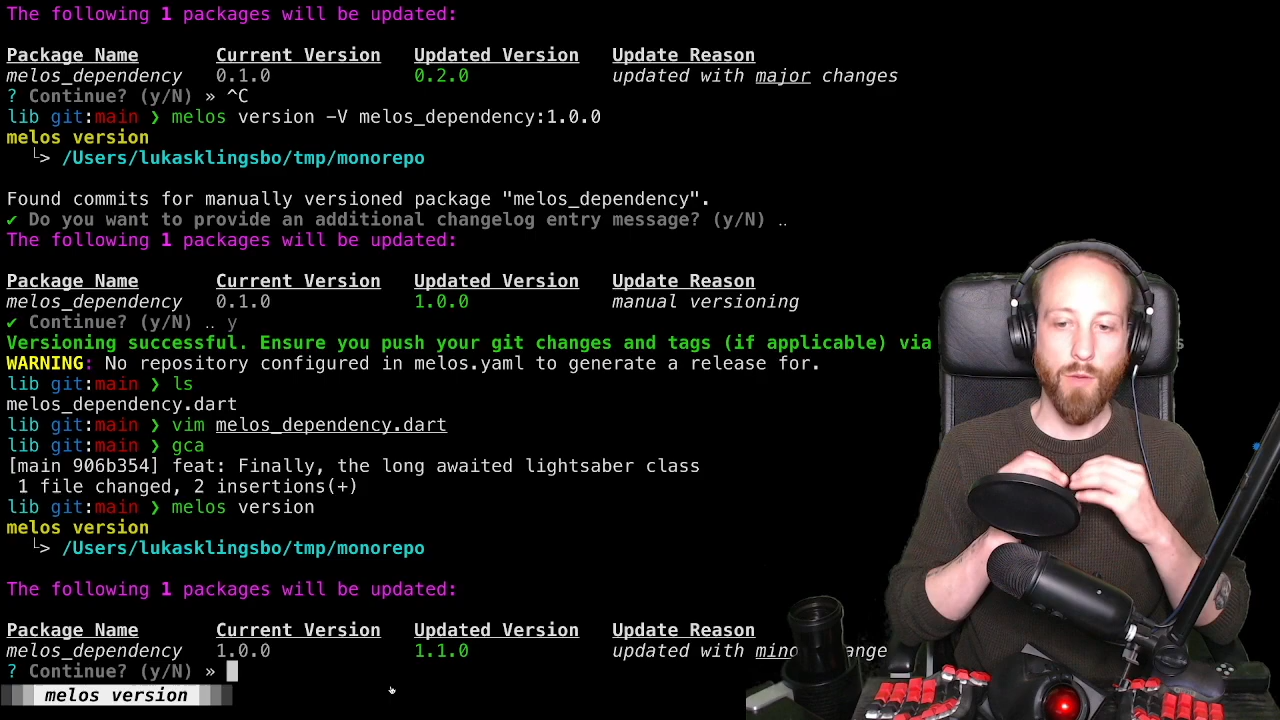 The following 1 packages will be updated:
Package Name Current Version Updated Version Update Reason
melos_dependency 0.1.0 0.2.0 updated with major changes
? Continue? (y/N) » ^C
lib git:main ❯ melos version -V melos_dependency:1.0.0
melos version
└> /Users/lukasklingsbo/tmp/monorepo
Found commits for manually versioned package "melos_dependency".
✔ Do you want to provide an additional changelog entry message? (y/N) ‥
The following 1 packages will be updated:
Package Name Current Version Updated Version Update Reason
melos_dependency 0.1.0 1.0.0 manual versioning
✔ Continue? (y/N) ‥ y
Versioning successful. Ensure you push your git changes and tags (if applicable) via
WARNING: No repository configured in melos.yaml to generate a release for.
lib git:main ❯ ls
melos_dependency.dart
lib git:main ❯ vim melos_dependency.dart
lib git:main ❯ gca
[main 906b354] feat: Finally, the long awaited lightsaber class
1 file changed, 2 insertions(+)
lib git:main ❯ melos version
melos version
└> /Users/lukasklingsbo/tmp/monorepo
The following 1 packages will be updated:
Package Name Current Version Updated Version Update Reason
melos_dependency 1.0.0 1.1.0 updated with
? Continue? (y/N) »
melos version